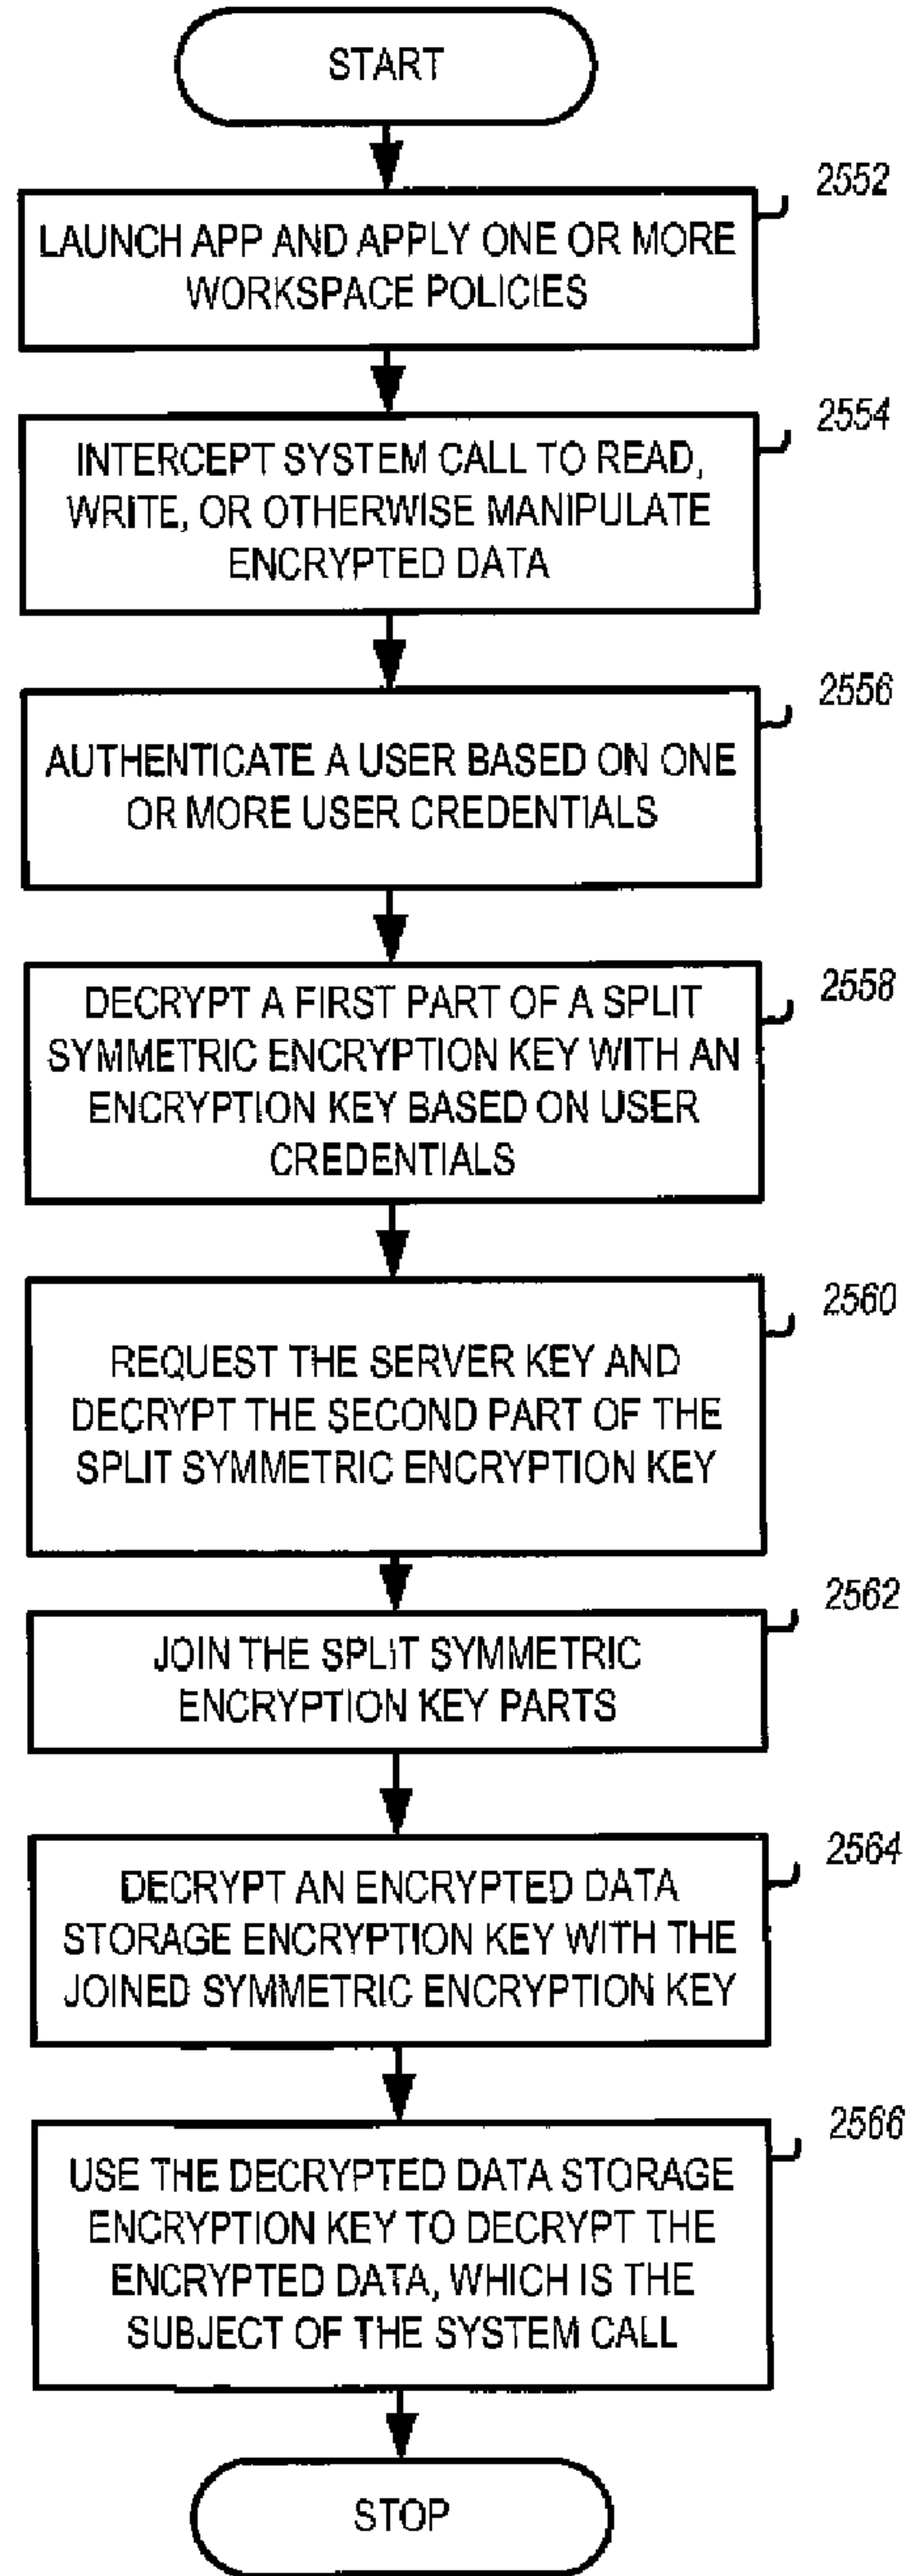 START
2552
LAUNCH APP AND APPLY ONE OR MORE
WORKSPACE POLICIES
2554
INTERCEPT SYSTEM CALL TO READ,
WRITE, OR OTHERWISE MANIPULATE
ENCRYPTED DATA
2556
AUTHENTICATE A USER BASED ON ONE
OR MORE USER CREDENTIALS
2558
DECRYPT A FIRST PART OF A SPLIT
SYMMETRIC ENCRYPTION KEY WITH AN
ENCRYPTION KEY BASED ON USER
CREDENTIALS
2560
REQUEST THE SERVER KEY AND
DECRYPT THE SECOND PART OF THE
SPLIT SYMMETRIC ENCRYPTION KEY
2562
JOIN THE SPLIT SYMMETRIC
ENCRYPTION KEY PARTS
2564
DECRYPT AN ENCRYPTED DATA
STORAGE ENCRYPTION KEY WITH THE
JOINED SYMMETRIC ENCRYPTION KEY
2566
USE THE DECRYPTED DATA STORAGE
ENCRYPTION KEY TO DECRYPT THE
ENCRYPTED DATA, WHICH IS THE
SUBJECT OF THE SYSTEM CALL
STOP